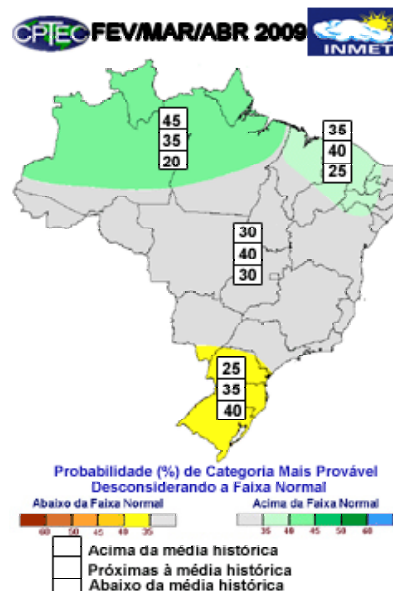 CPTEC FEV/MAR/ABR 2009 INMET
45
35
20
35
40
25
30
40
30
25
35
40
Probabilidade (%) de Categoria Mais Provável
Desconsiderando a Faixa Normal
Abaixo da Faixa Normal Acima da Faixa Normal
60 50 45 40 35 35 40 45 50 60
Acima da média histórica
Próximas à média histórica
Abaixo da média histórica